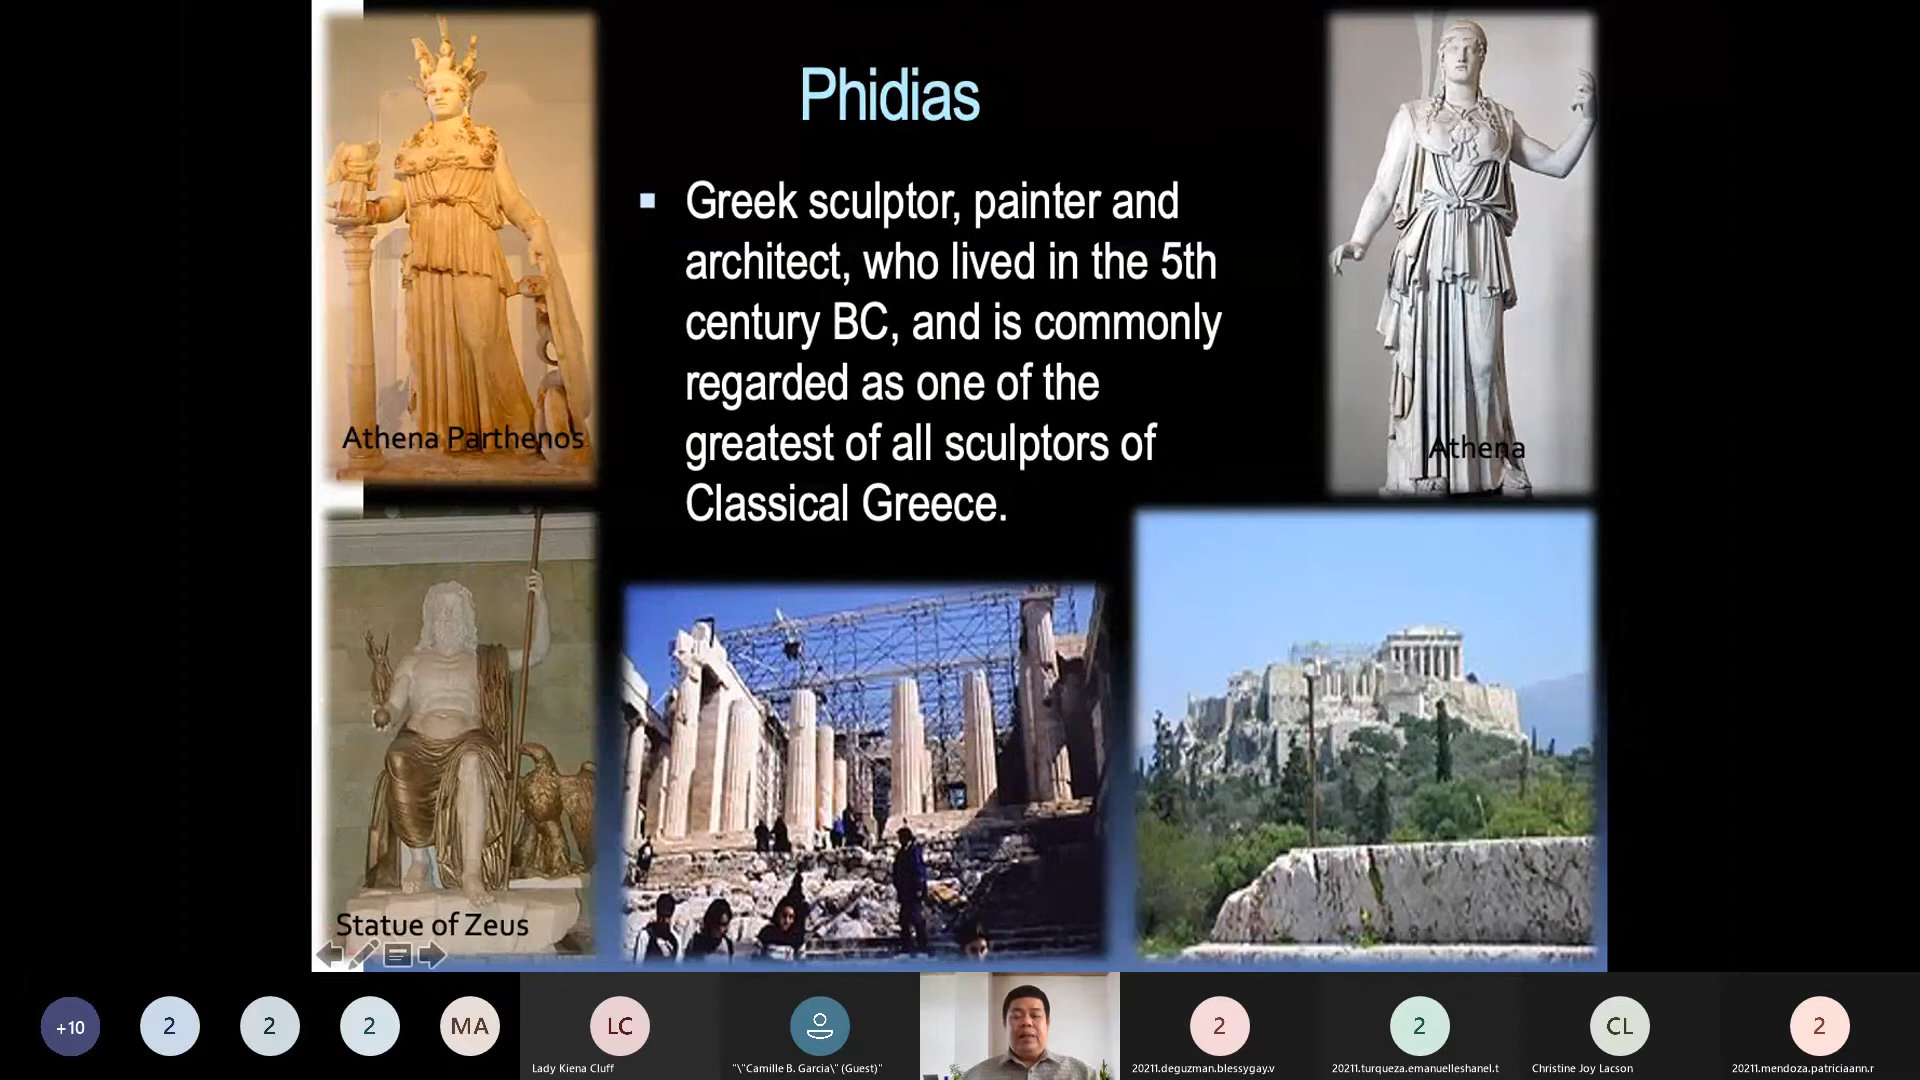 Phidias
Greek sculptor, painter and
architect, who lived in the 5th
century BC, and is commonly
regarded as one of the
greatest of all sculptors of
Classical Greece.
Athena Parthenos
Athena
Statue of Zeus
+10
2
2
2
MA
LC
Lady Kiena Cluff
"\"Camille B. Garcia\" (Guest)"
2
20211.deguzman.blessygay.v
2
20211.turqueza.emanuelleshanel.t
CL
Christine Joy Lacson
2
20211.mendoza.patriciaann.r